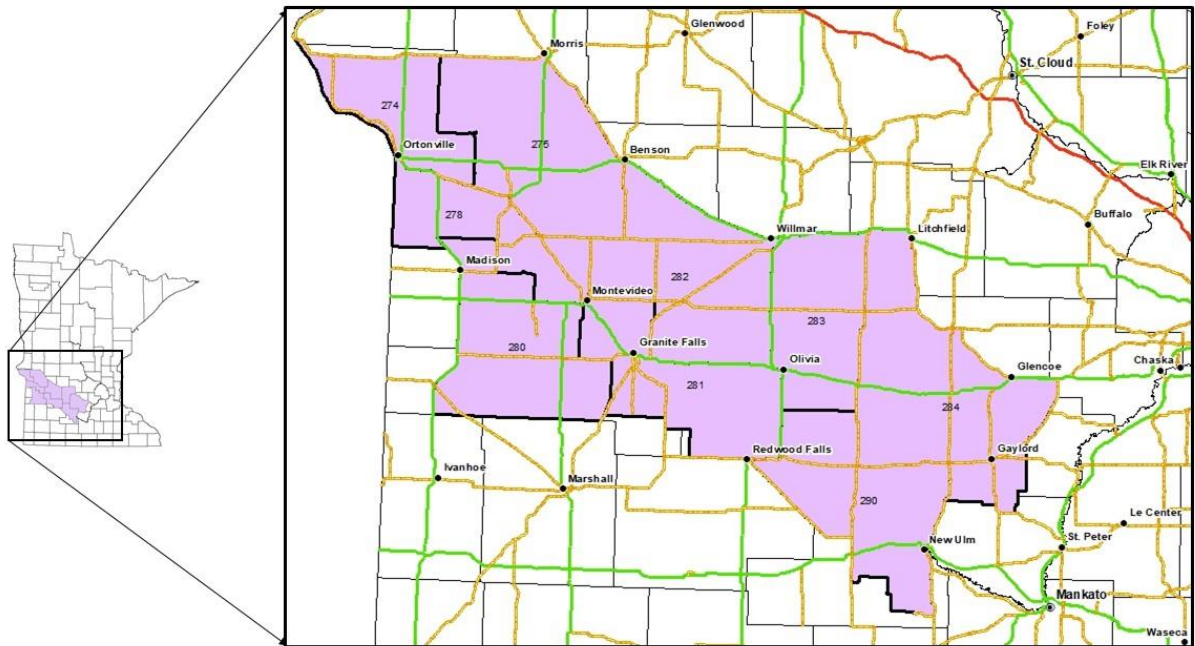 Glenwood
Foley
Morris
St. Cloud
274
275
Ortonville
Benson
Elk River
278
Buffalo
Willmar
Litchfield
Madison
282
Montevideo
283
280
Granite Falls
Olivia
Chaska
Glencoe
281
284
Redwood Falls
Gaylord
Ivanhoe
Marshall
290
Le Center
New Ulm
St. Peter
Mankato
Waseca